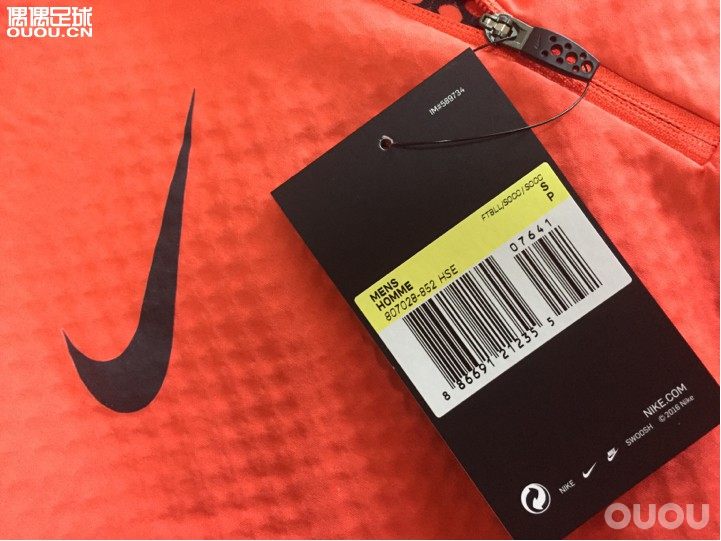 偶偶足球
OUOU.CN
IM#589734
FTBLL/SOCC/SOCC
S
P
MENS
HOMME
807028-852 HSE
07641
8 86691 21235 5
NIKE.COM
© 2016 Nike
NIKE SWOOSH
OUOU